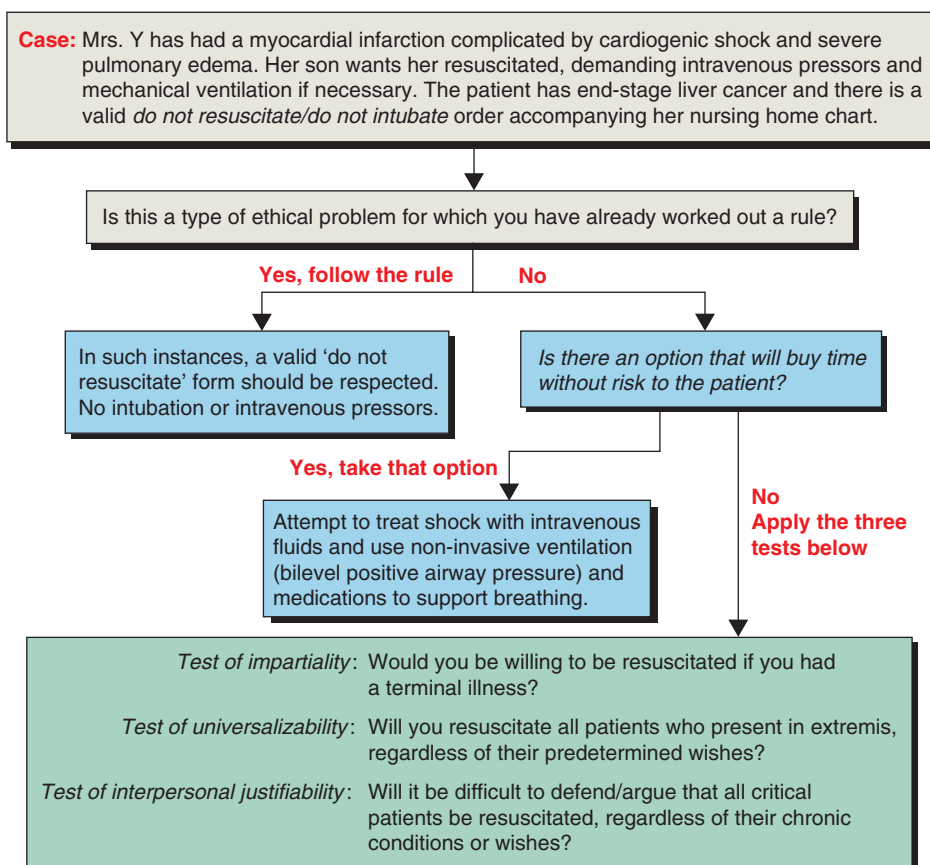 Case: Mrs. Y has had a myocardial infarction complicated by cardiogenic shock and severe
pulmonary edema. Her son wants her resuscitated, demanding intravenous pressors and
mechanical ventilation if necessary. The patient has end-stage liver cancer and there is a
valid do not resuscitate/do not intubate order accompanying her nursing home chart.
Is this a type of ethical problem for which you have already worked out a rule?
Yes, follow the rule
No
In such instances, a valid ‘do not
resuscitate’ form should be respected.
No intubation or intravenous pressors.
Is there an option that will buy time
without risk to the patient?
Yes, take that option
Attempt to treat shock with intravenous
fluids and use non-invasive ventilation
(bilevel positive airway pressure) and
medications to support breathing.
No
Apply the three
tests below
Test of impartiality: Would you be willing to be resuscitated if you had
a terminal illness?
Test of universalizability: Will you resuscitate all patients who present in extremis,
regardless of their predetermined wishes?
Test of interpersonal justifiability: Will it be difficult to defend/argue that all critical
patients be resuscitated, regardless of their chronic
conditions or wishes?